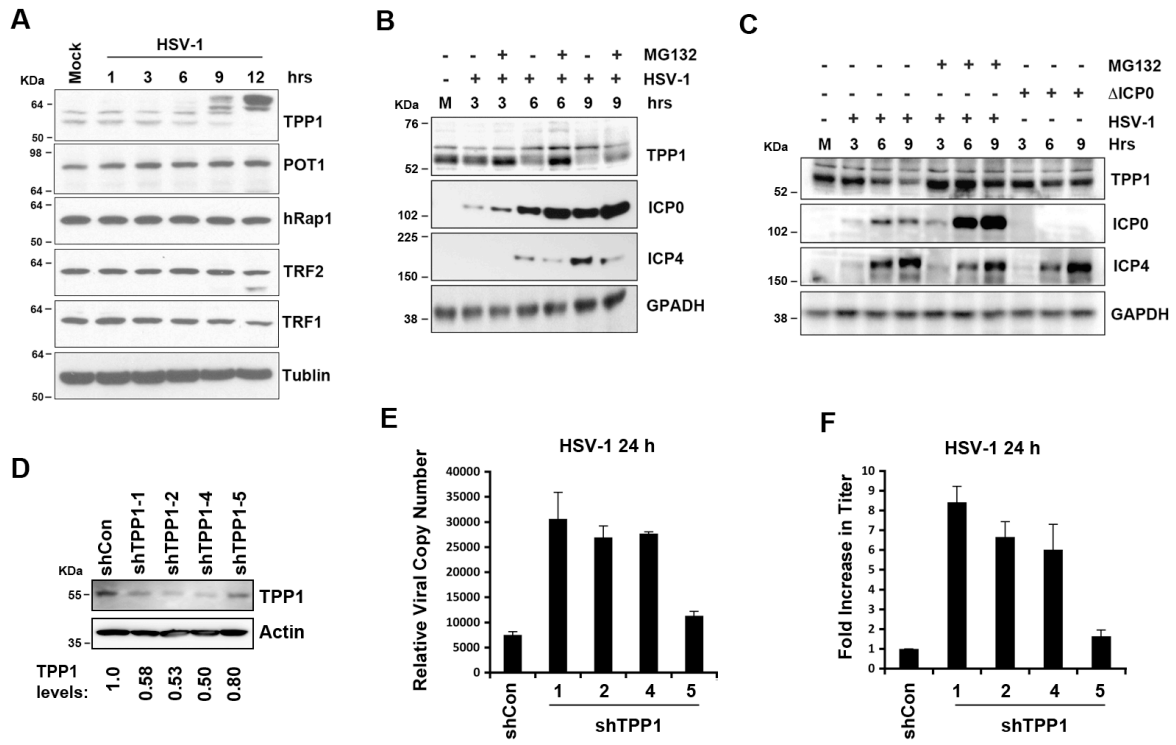 A
HSV-1
KDa Mock 1 3 6 9 12 hrs
64
50
TPP1
98
64
POT1
64
50
hRap1
64
TRF2
64
TRF1
64
50
Tublin
B
- - + - + - + MG132
- + + + + + + HSV-1
KDa M 3 3 6 6 9 9 hrs
76
52
TPP1
102
ICP0
225
150
ICP4
38
GPADH
C
- - - - + + + - - - MG132
- - - - - - - + + + ΔICP0
- + + + + + + - - - HSV-1
KDa M 3 6 9 3 6 9 3 6 9 Hrs
52
TPP1
102
ICP0
150
ICP4
38
GAPDH
D
shCon shTPP1-1 shTPP1-2 shTPP1-4 shTPP1-5
KDa
55
TPP1
35
Actin
TPP1
levels: 1.0 0.58 0.53 0.50 0.80
E
HSV-1 24 h
Relative Viral Copy Number
40000
35000
30000
25000
20000
15000
10000
5000
0
shCon 1 2 4 5
shTPP1
F
HSV-1 24 h
Fold Increase in Titer
10
9
8
7
6
5
4
3
2
1
0
shCon 1 2 4 5
shTPP1